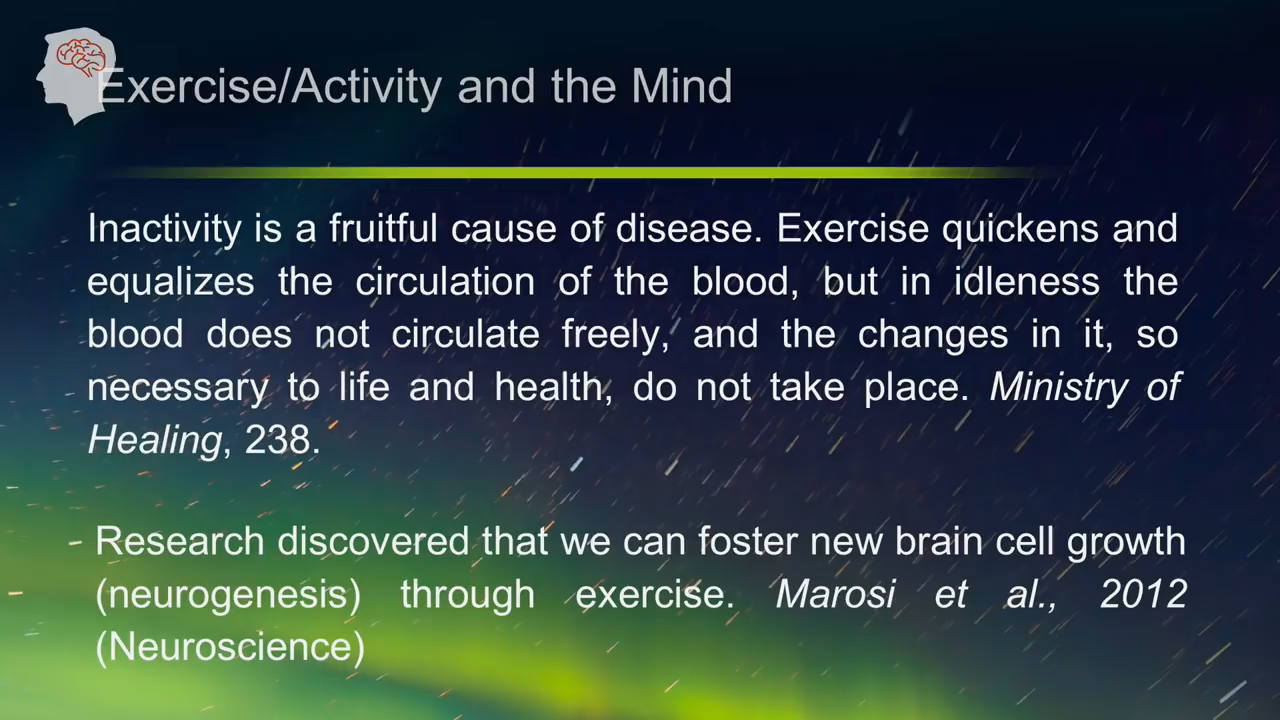 Exercise/Activity and the Mind
Inactivity is a fruitful cause of disease. Exercise quickens and
equalizes the circulation of the blood, but in idleness the
blood does not circulate freely, and the changes in it, so
necessary to life and health, do not take place. Ministry of
Healing, 238.
Research discovered that we can foster new brain cell growth
(neurogenesis) through exercise. Marosi et al., 2012
(Neuroscience)